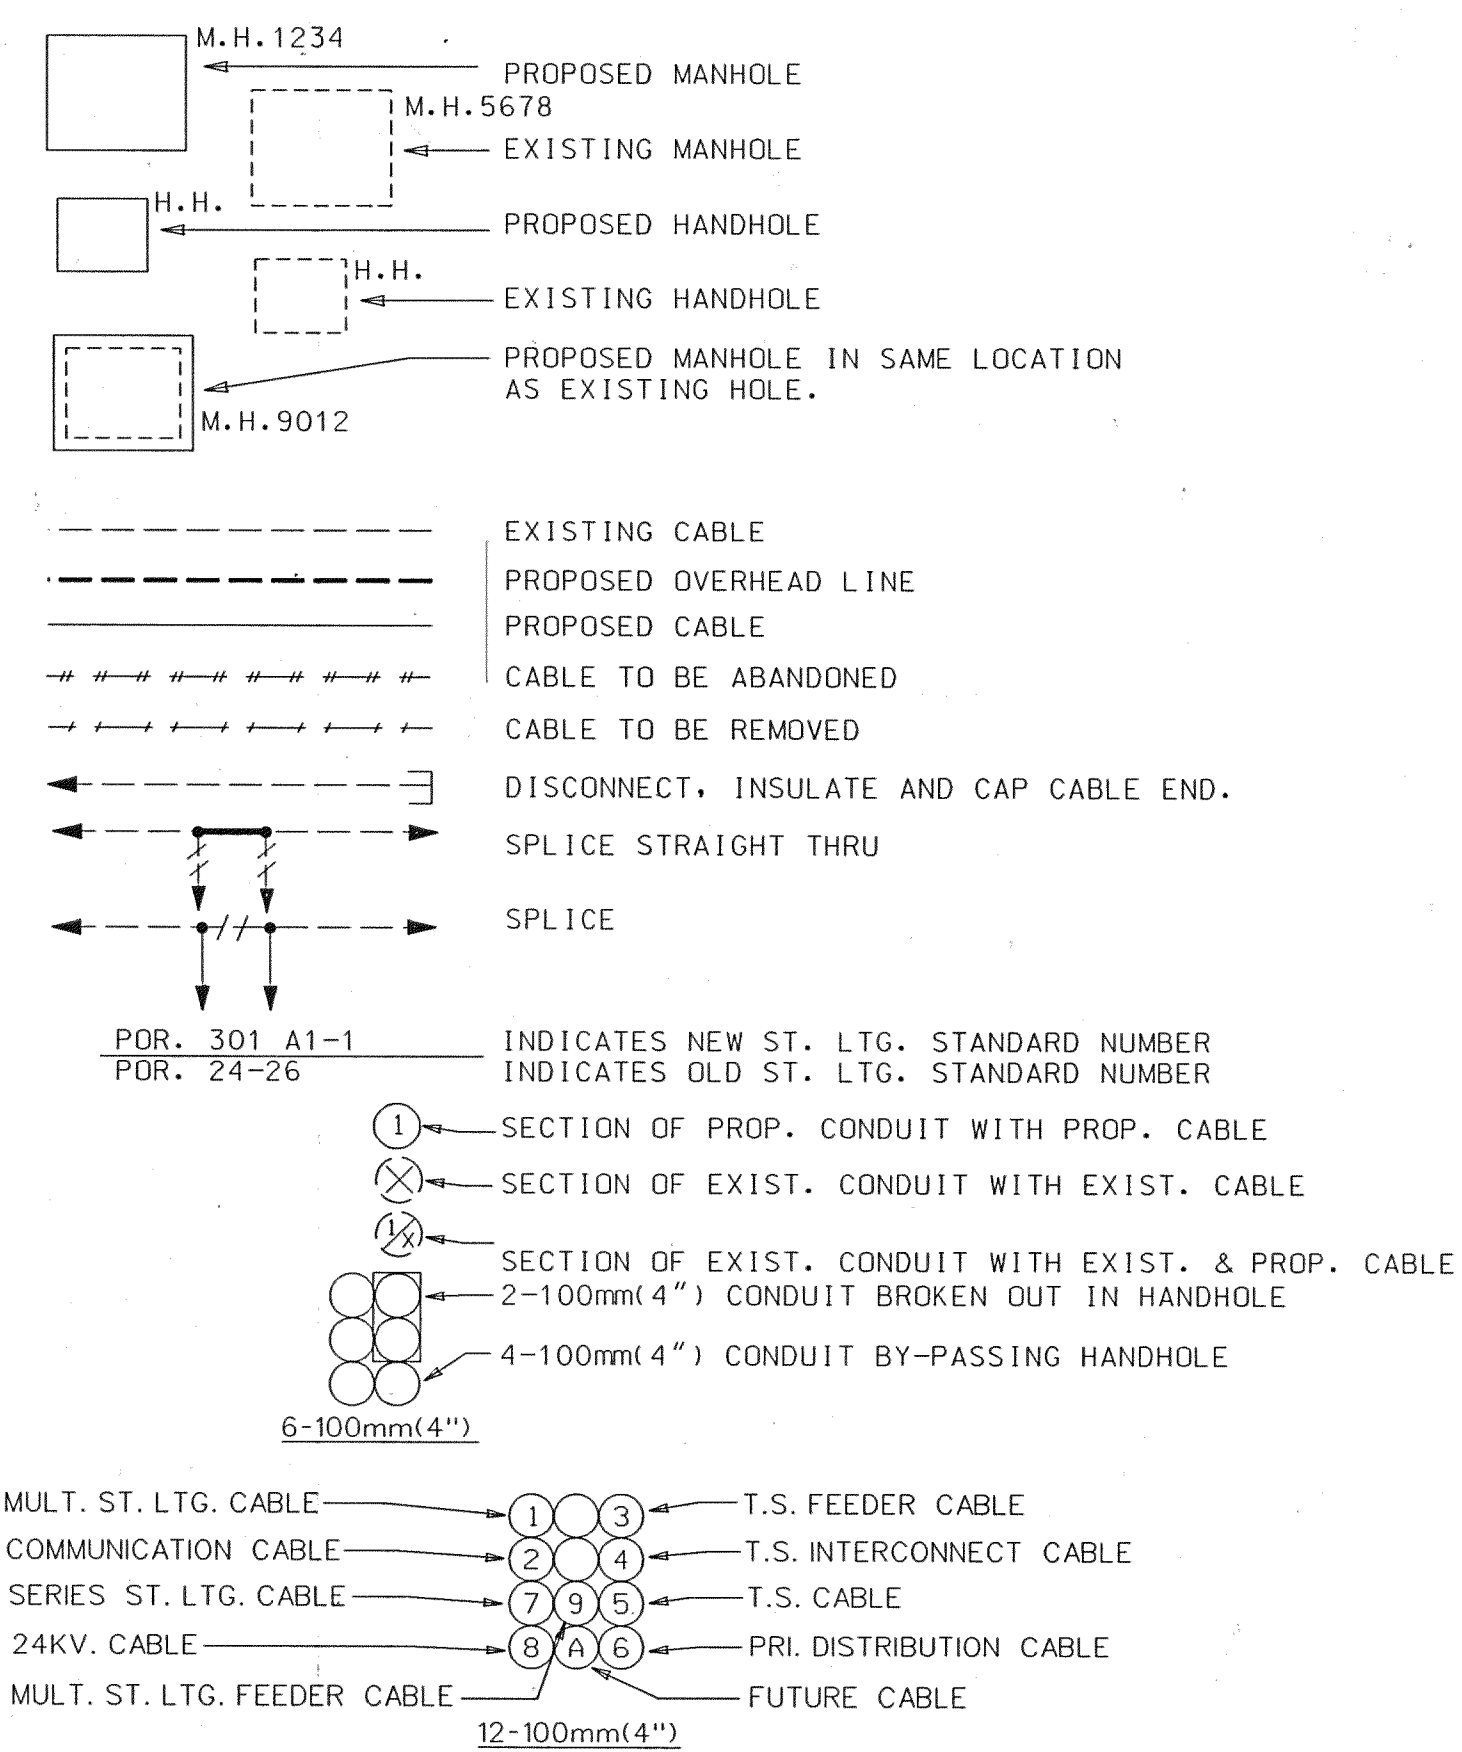 M.H.1234
PROPOSED MANHOLE
M.H.5678
EXISTING MANHOLE
H.H.
PROPOSED HANDHOLE
H.H.
EXISTING HANDHOLE
PROPOSED MANHOLE IN SAME LOCATION
AS EXISTING HOLE.
M.H.9012
EXISTING CABLE
PROPOSED OVERHEAD LINE
PROPOSED CABLE
CABLE TO BE ABANDONED
CABLE TO BE REMOVED
DISCONNECT, INSULATE AND CAP CABLE END.
SPLICE STRAIGHT THRU
SPLICE
POR. 301 A1-1 INDICATES NEW ST. LTG. STANDARD NUMBER
POR. 24-26 INDICATES OLD ST. LTG. STANDARD NUMBER
1 SECTION OF PROP. CONDUIT WITH PROP. CABLE
X SECTION OF EXIST. CONDUIT WITH EXIST. CABLE
1/X SECTION OF EXIST. CONDUIT WITH EXIST. & PROP. CABLE
2-100mm(4") CONDUIT BROKEN OUT IN HANDHOLE
4-100mm(4") CONDUIT BY-PASSING HANDHOLE
6-100mm(4")
MULT. ST. LTG. CABLE 1 3 T.S. FEEDER CABLE
COMMUNICATION CABLE 2 4 T.S. INTERCONNECT CABLE
SERIES ST. LTG. CABLE 7 9 5 T.S. CABLE
24KV. CABLE 8 A 6 PRI. DISTRIBUTION CABLE
MULT. ST. LTG. FEEDER CABLE FUTURE CABLE
12-100mm(4")